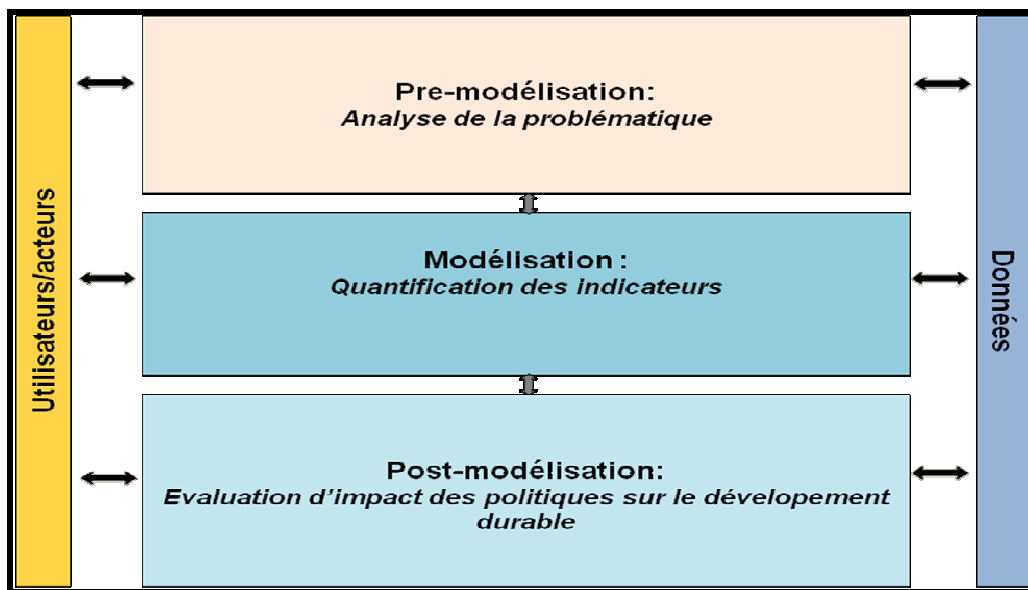 Utilisateurs/acteurs
Pre-modélisation:
Analyse de la problématique
Modélisation :
Quantification des indicateurs
Post-modélisation:
Evaluation d'impact des politiques sur le dévelopement
durable
Données